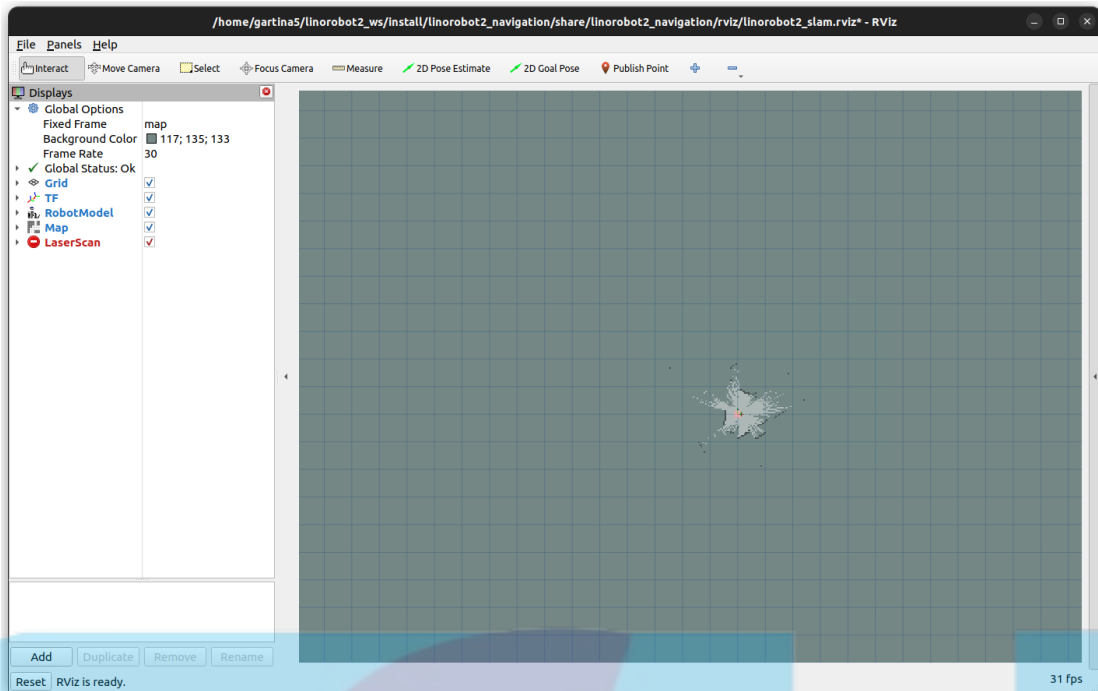 /home/gartina5/linorobot2_ws/install/linorobot2_navigation/share/linorobot2_navigation/rviz/linorobot2_slam.rviz* - RViz
File Panels Help
Interact Move Camera Select Focus Camera Measure 2D Pose Estimate 2D Goal Pose Publish Point
Displays
Global Options
Fixed Frame map
Background Color 117; 135; 133
Frame Rate 30
Global Status: Ok
Grid
TF
RobotModel
Map
LaserScan
Add Duplicate Remove Rename
Reset RViz is ready. 31 fps